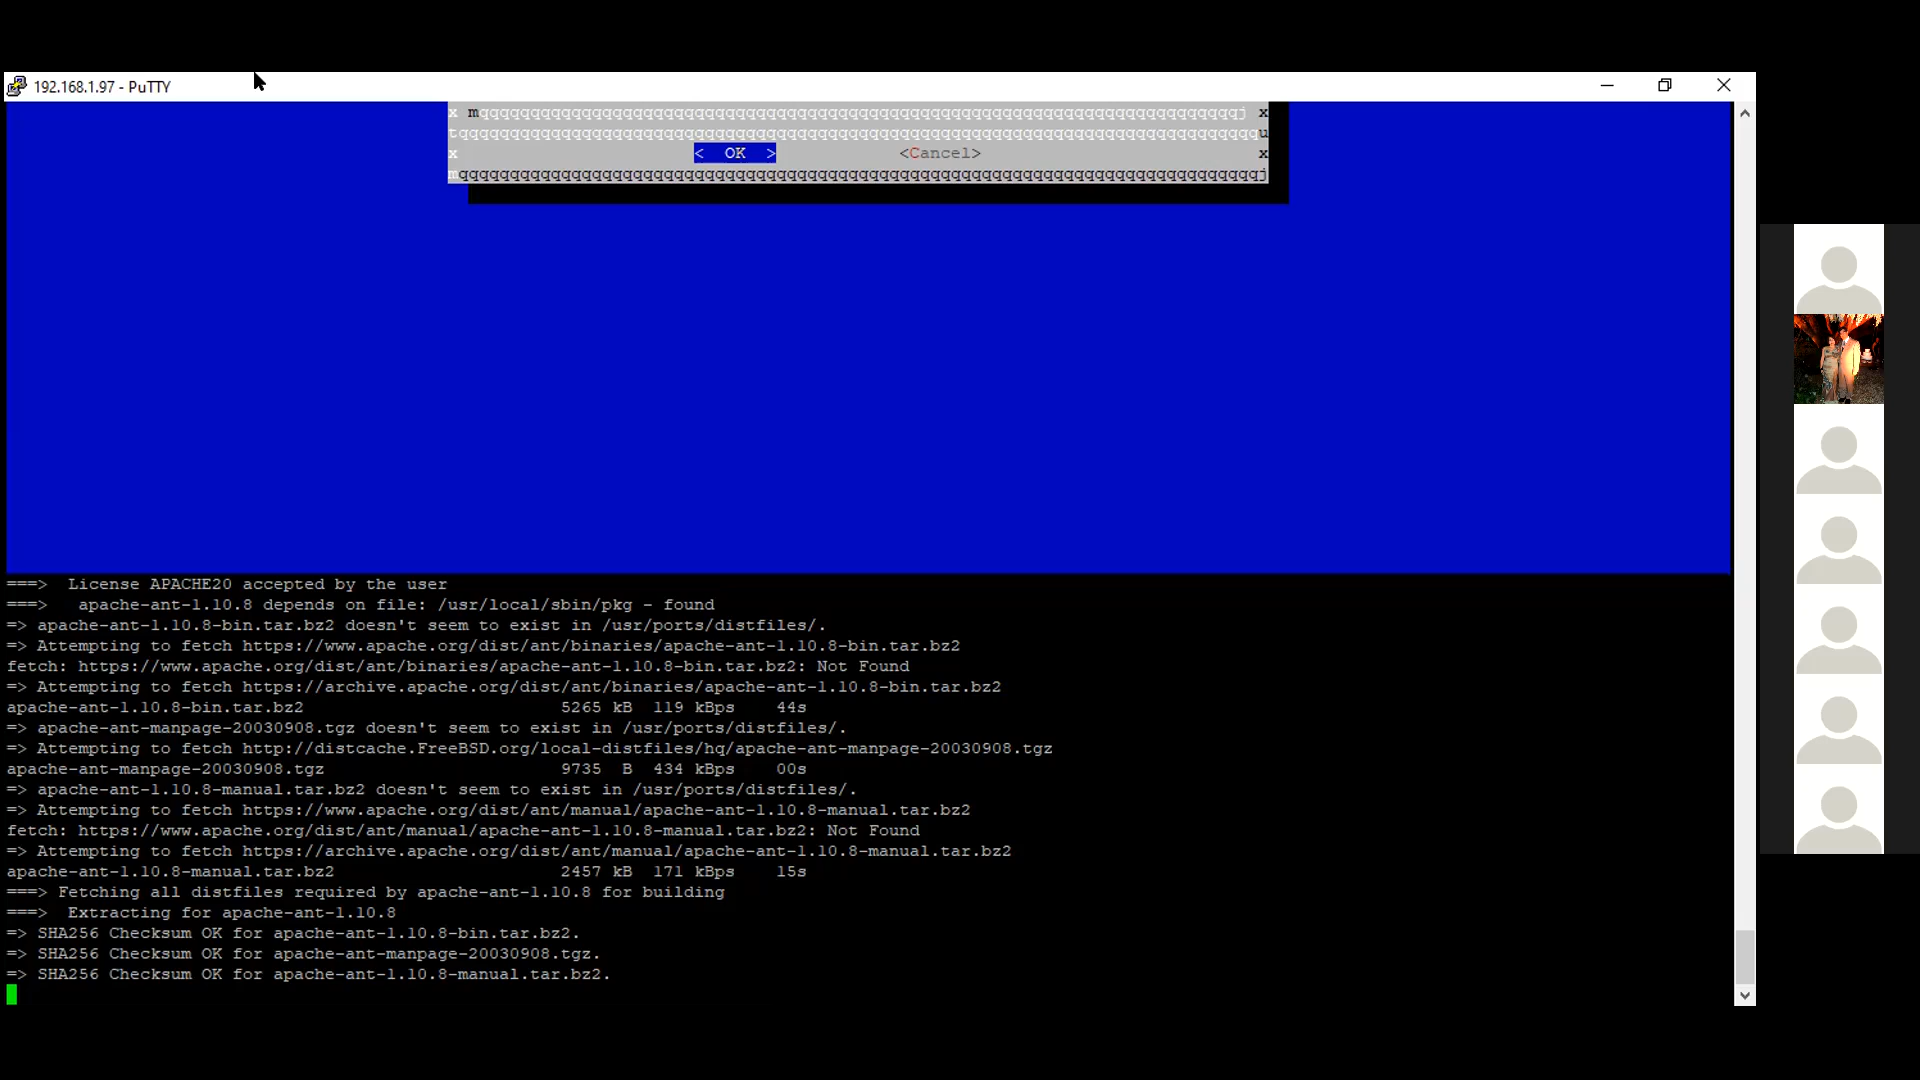 192.168.1.97 - PuTTY
x mqqqqqqqqqqqqqqqqqqqqqqqqqqqqqqqqqqqqqqqqqqqqqqqqqqqqqqqqqqqqqqqqqqqqqqqqqqj x
tqqqqqqqqqqqqqqqqqqqqqqqqqqqqqqqqqqqqqqqqqqqqqqqqqqqqqqqqqqqqqqqqqqqqqqqqqqqqqqu
x < OK > <Cancel> x
mqqqqqqqqqqqqqqqqqqqqqqqqqqqqqqqqqqqqqqqqqqqqqqqqqqqqqqqqqqqqqqqqqqqqqqqqqqqqqqj
===> License APACHE20 accepted by the user
===> apache-ant-1.10.8 depends on file: /usr/local/sbin/pkg - found
=> apache-ant-1.10.8-bin.tar.bz2 doesn't seem to exist in /usr/ports/distfiles/.
=> Attempting to fetch https://www.apache.org/dist/ant/binaries/apache-ant-1.10.8-bin.tar.bz2
fetch: https://www.apache.org/dist/ant/binaries/apache-ant-1.10.8-bin.tar.bz2: Not Found
=> Attempting to fetch https://archive.apache.org/dist/ant/binaries/apache-ant-1.10.8-bin.tar.bz2
apache-ant-1.10.8-bin.tar.bz2 5265 kB 119 kBps 44s
=> apache-ant-manpage-20030908.tgz doesn't seem to exist in /usr/ports/distfiles/.
=> Attempting to fetch http://distcache.FreeBSD.org/local-distfiles/hq/apache-ant-manpage-20030908.tgz
apache-ant-manpage-20030908.tgz 9735 B 434 kBps 00s
=> apache-ant-1.10.8-manual.tar.bz2 doesn't seem to exist in /usr/ports/distfiles/.
=> Attempting to fetch https://www.apache.org/dist/ant/manual/apache-ant-1.10.8-manual.tar.bz2
fetch: https://www.apache.org/dist/ant/manual/apache-ant-1.10.8-manual.tar.bz2: Not Found
=> Attempting to fetch https://archive.apache.org/dist/ant/manual/apache-ant-1.10.8-manual.tar.bz2
apache-ant-1.10.8-manual.tar.bz2 2457 kB 171 kBps 15s
===> Fetching all distfiles required by apache-ant-1.10.8 for building
===> Extracting for apache-ant-1.10.8
=> SHA256 Checksum OK for apache-ant-1.10.8-bin.tar.bz2.
=> SHA256 Checksum OK for apache-ant-manpage-20030908.tgz.
=> SHA256 Checksum OK for apache-ant-1.10.8-manual.tar.bz2.